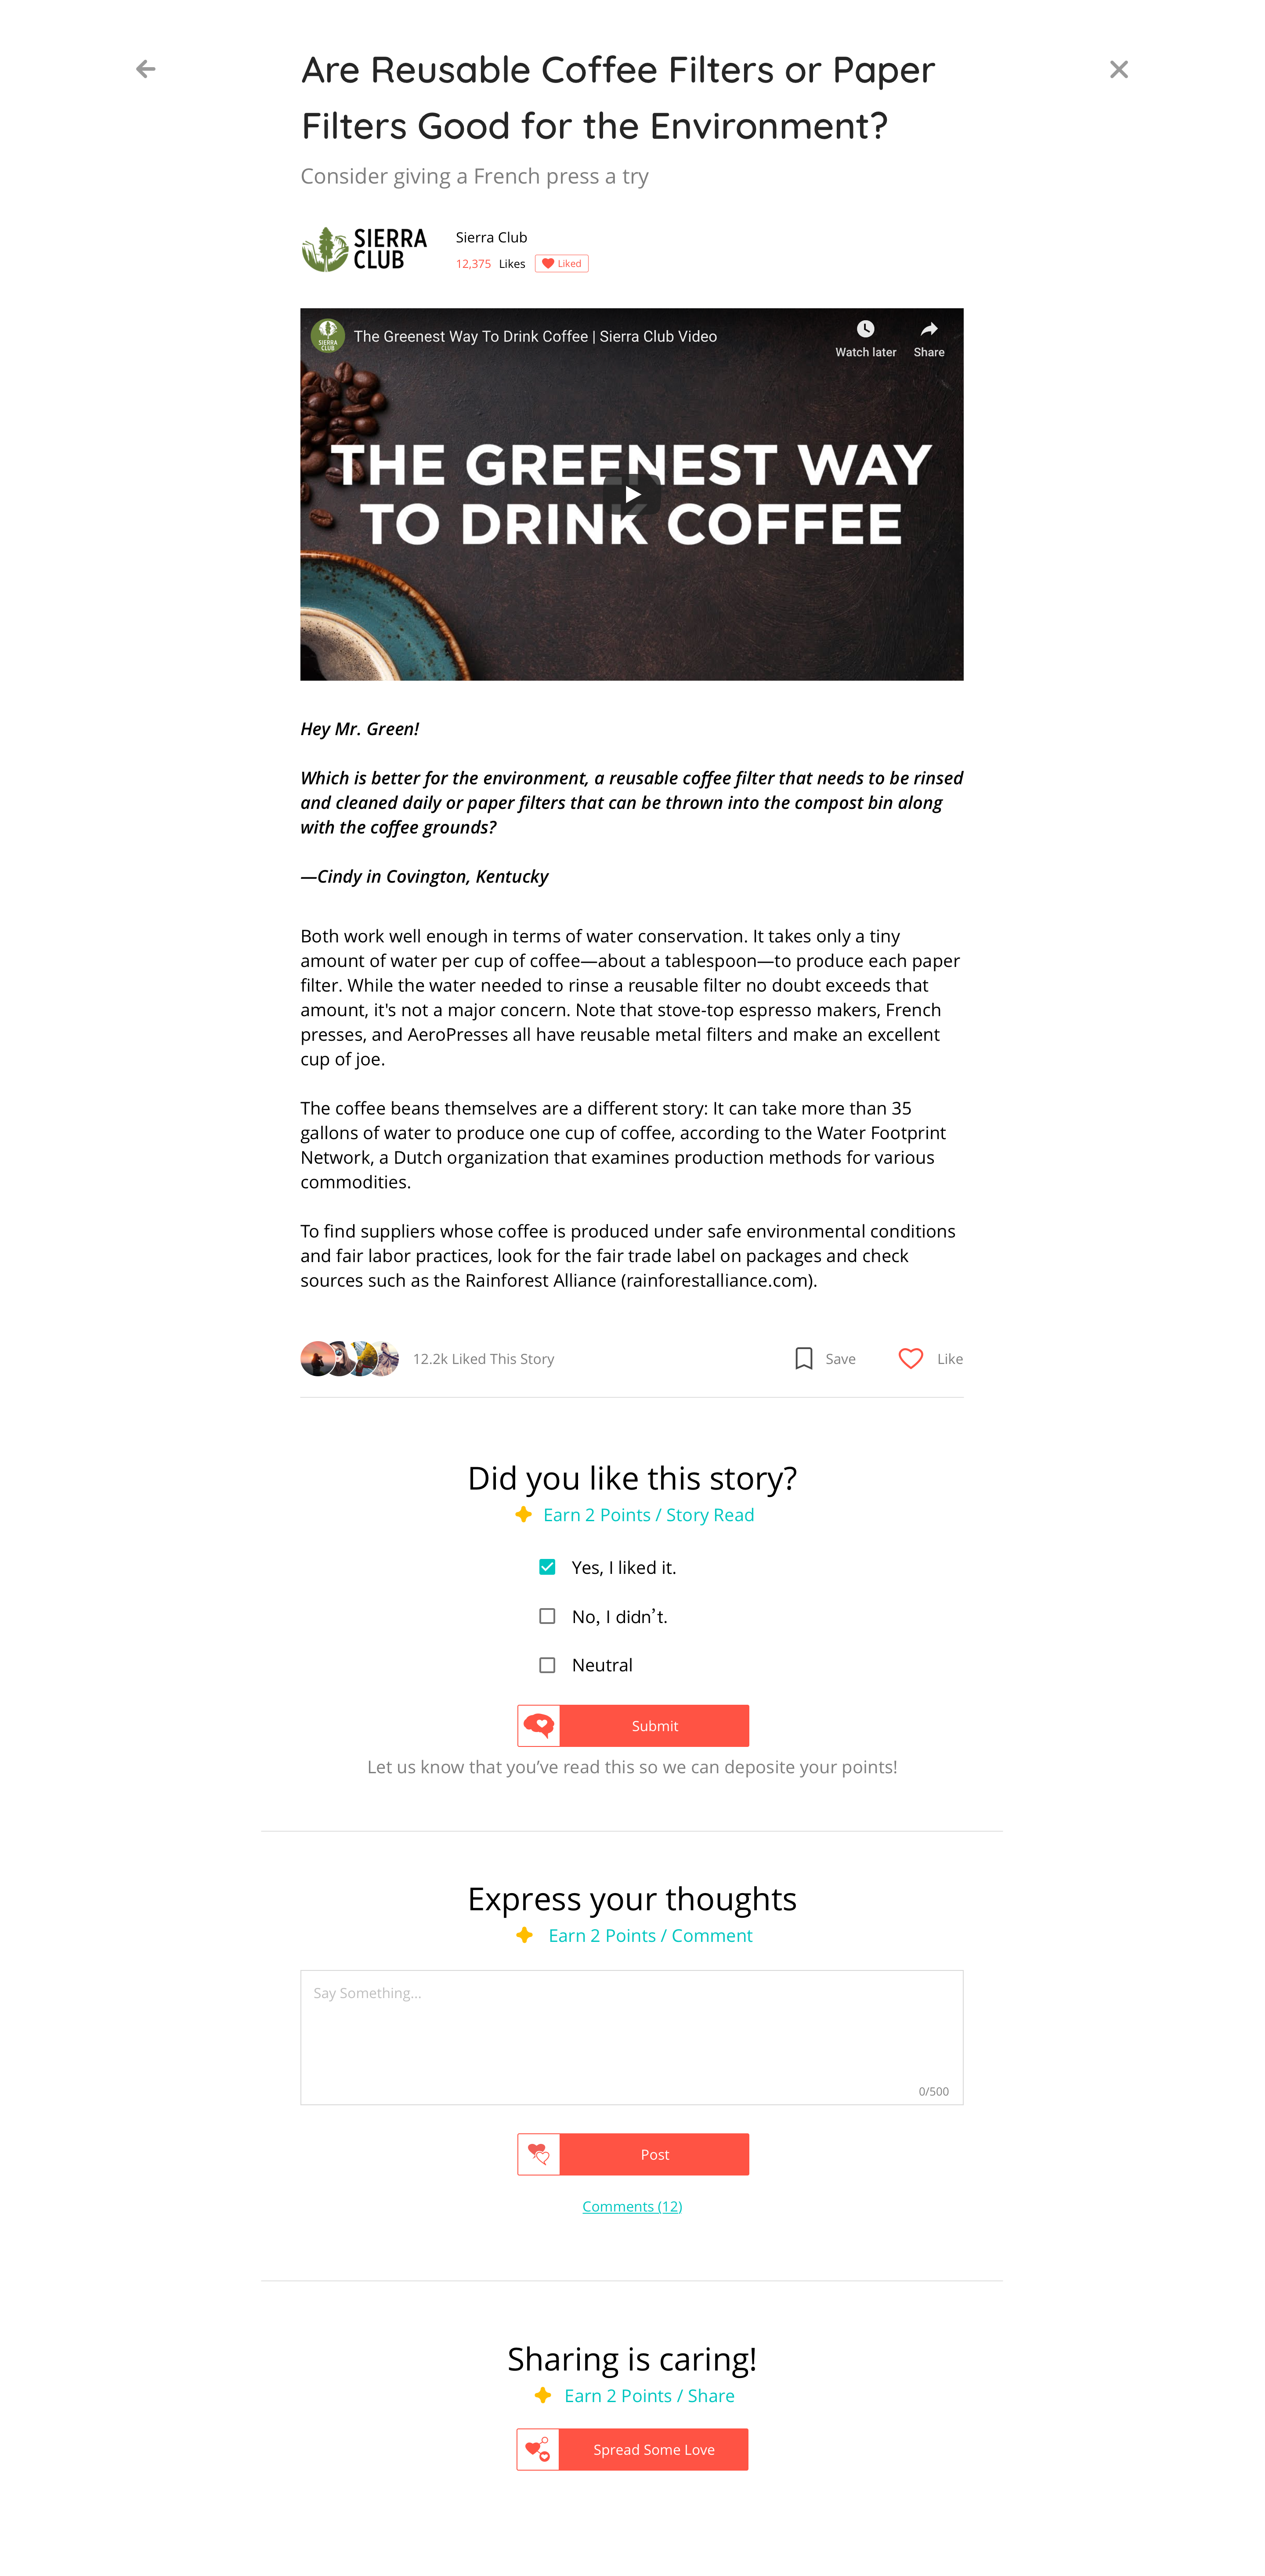 Are Reusable Coffee Filters or Paper
Filters Good for the Environment?
Consider giving a French press a try
SIERRA
CLUB
Sierra Club
12,375 Likes Liked
SIERRA
CLUB
The Greenest Way To Drink Coffee | Sierra Club Video
Watch later Share
THE GREENEST WAY
TO DRINK COFFEE
Hey Mr. Green!
Which is better for the environment, a reusable coffee filter that needs to be rinsed
and cleaned daily or paper filters that can be thrown into the compost bin along
with the coffee grounds?
—Cindy in Covington, Kentucky
Both work well enough in terms of water conservation. It takes only a tiny
amount of water per cup of coffee—about a tablespoon—to produce each paper
filter. While the water needed to rinse a reusable filter no doubt exceeds that
amount, it's not a major concern. Note that stove-top espresso makers, French
presses, and AeroPresses all have reusable metal filters and make an excellent
cup of joe.
The coffee beans themselves are a different story: It can take more than 35
gallons of water to produce one cup of coffee, according to the Water Footprint
Network, a Dutch organization that examines production methods for various
commodities.
To find suppliers whose coffee is produced under safe environmental conditions
and fair labor practices, look for the fair trade label on packages and check
sources such as the Rainforest Alliance (rainforestalliance.com).
12.2k Liked This Story
Save
Like
Did you like this story?
Earn 2 Points / Story Read
Yes, I liked it.
No, I didn’t.
Neutral
Submit
Let us know that you’ve read this so we can deposite your points!
Express your thoughts
Earn 2 Points / Comment
Say Something...
0/500
Post
Comments (12)
Sharing is caring!
Earn 2 Points / Share
Spread Some Love